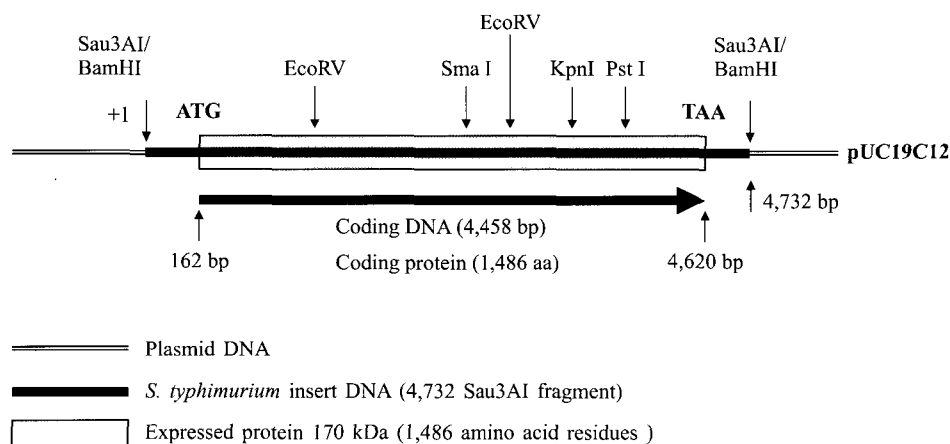 EcoRV
Sau3AI/
BamHI
EcoRV
Sma I
KpnI
Pst I
Sau3AI/
BamHI
+1
ATG
TAA
pUC19C12
Coding DNA (4,458 bp)
4,732 bp
162 bp
Coding protein (1,486 aa)
4,620 bp
Plasmid DNA
S. typhimurium insert DNA (4,732 Sau3AI fragment)
Expressed protein 170 kDa (1,486 amino acid residues )